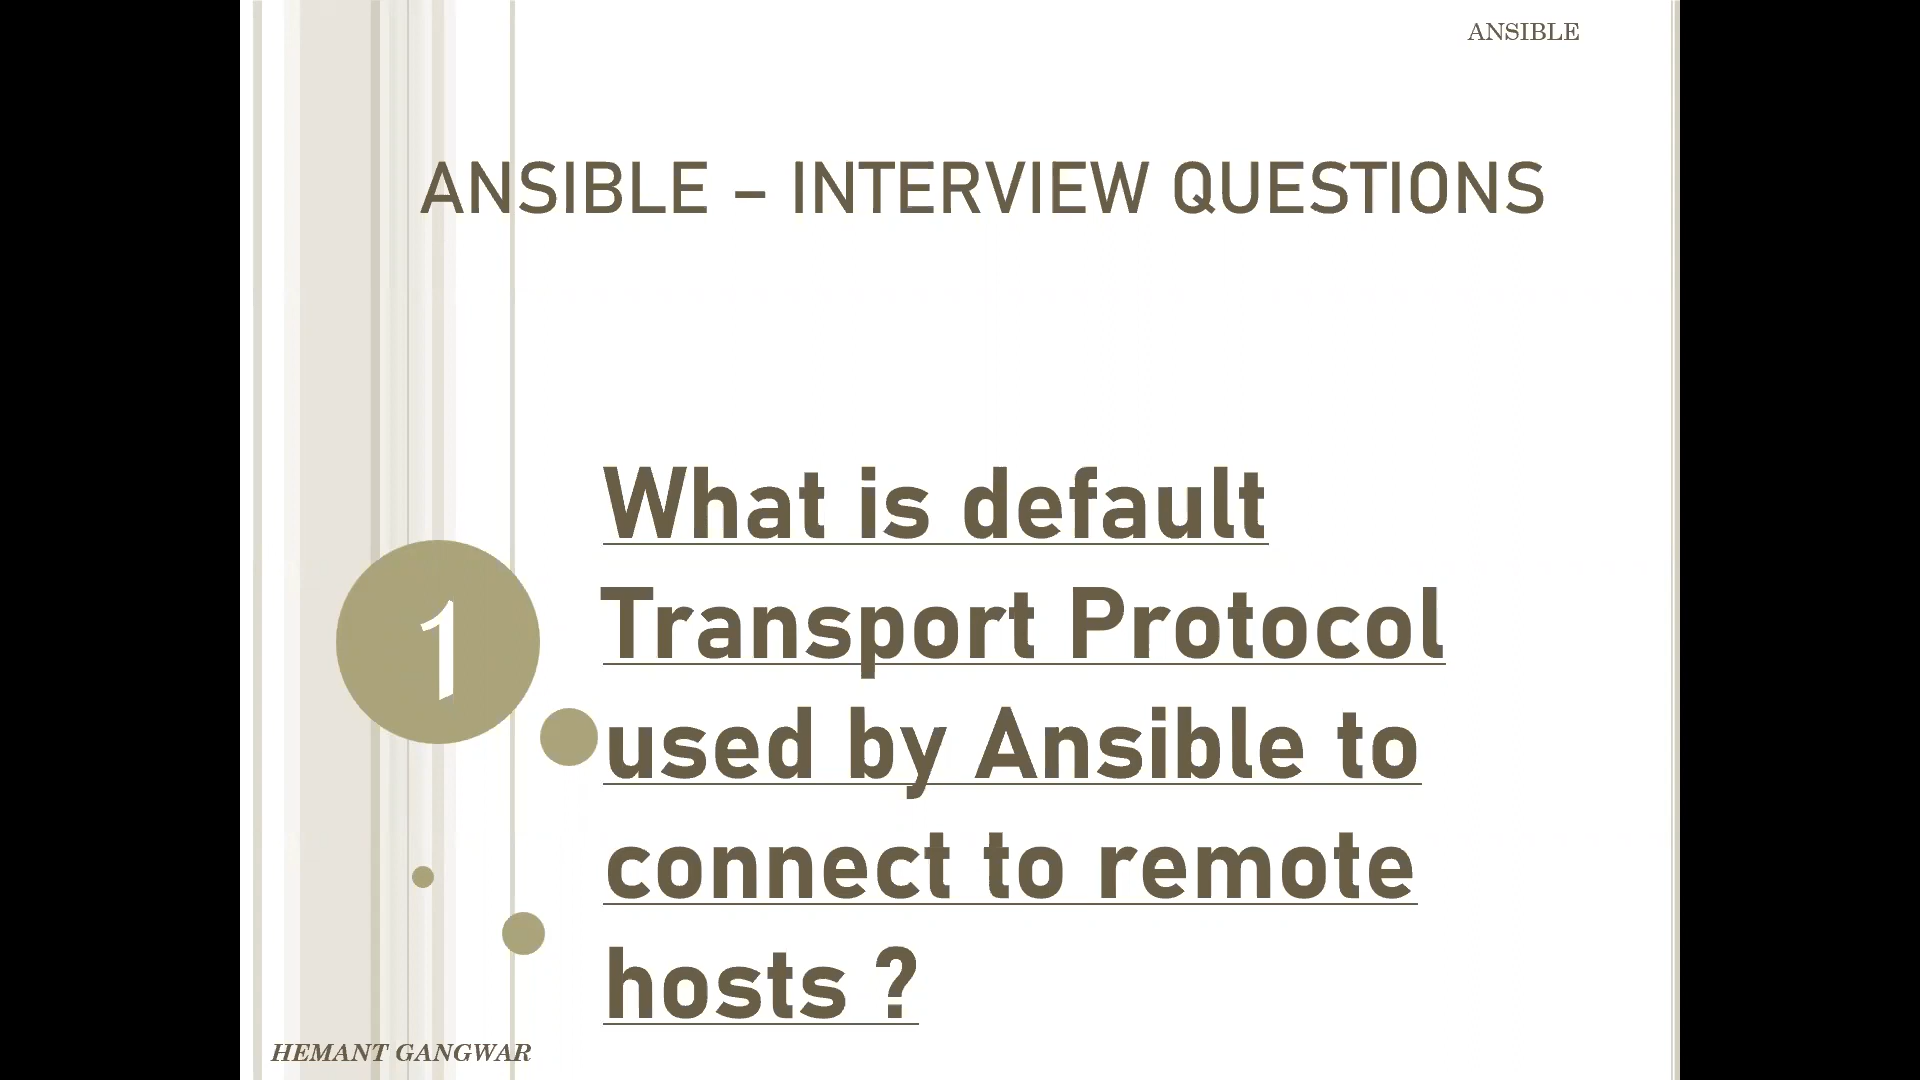 ANSIBLE
ANSIBLE – INTERVIEW QUESTIONS
What is default
Transport Protocol
used by Ansible to
connect to remote
hosts ?
1
HEMANT GANGWAR